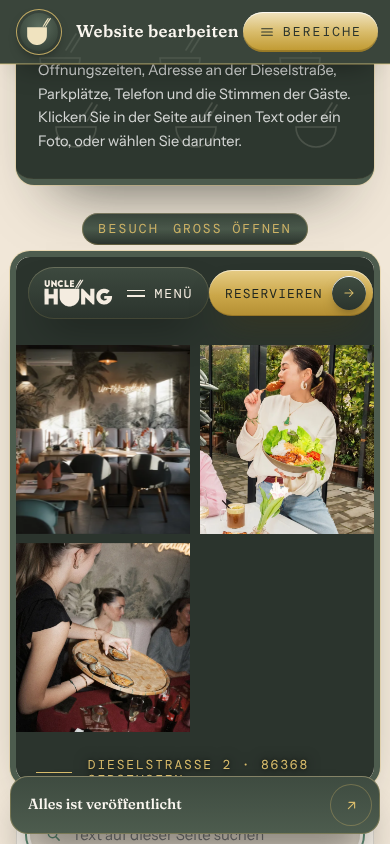 Website bearbeiten
BEREICHE
Öffnungszeiten, Adresse an der Dieselstraße,
Parkplätze, Telefon und die Stimmen der Gäste.
Klicken Sie in der Seite auf einen Text oder ein
Foto, oder wählen Sie darunter.
BESUCH GROSS ÖFFNEN
UNCLE
HUNG
MENÜ
RESERVIEREN
DIESELSTRASSE 2 · 86368
Alles ist veröffentlicht
Text auf dieser Seite suchen